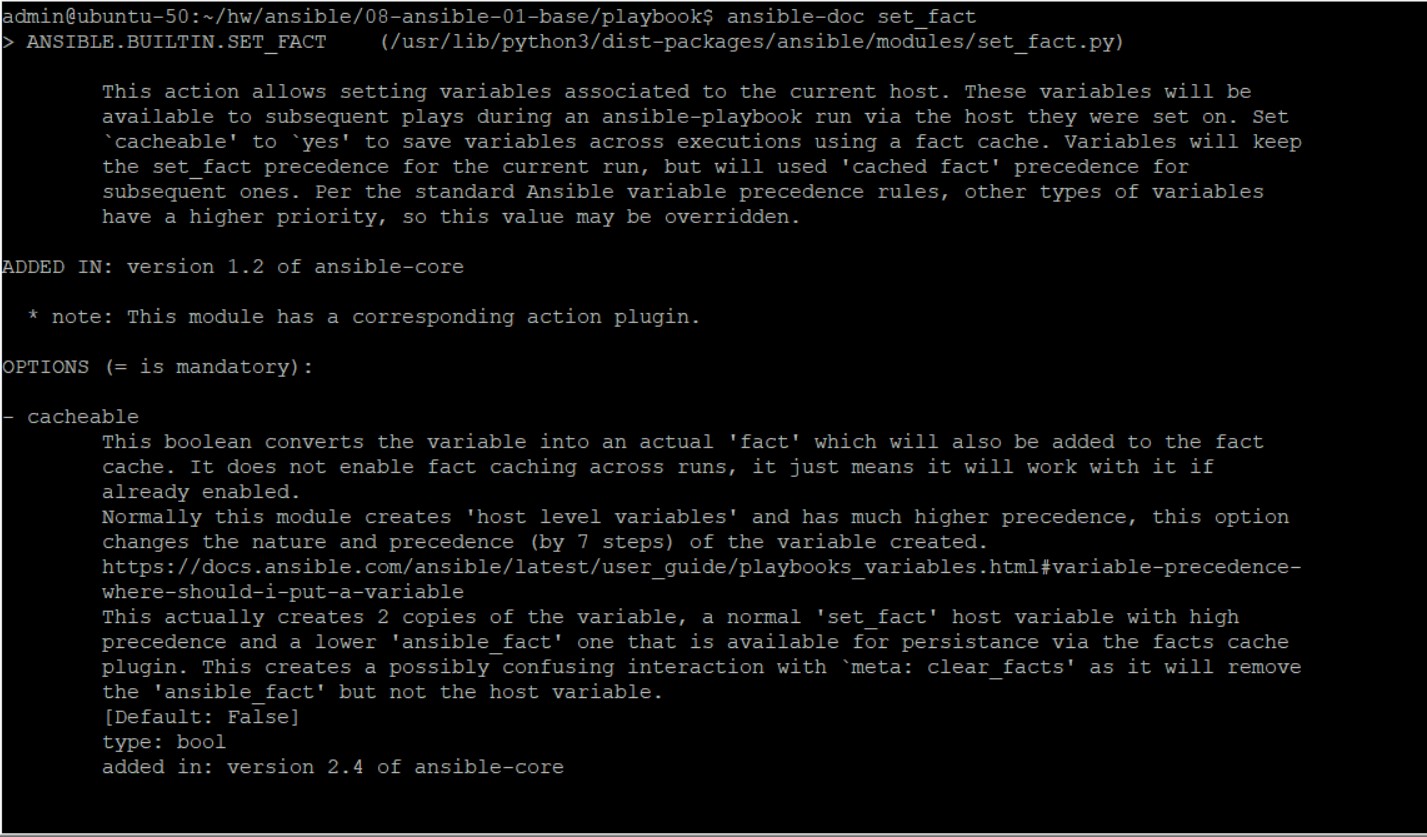 admin@ubuntu-50:~/hw/ansible/08-ansible-01-base/playbook$ ansible-doc set_fact
> ANSIBLE.BUILTIN.SET_FACT    (/usr/lib/python3/dist-packages/ansible/modules/set_fact.py)
This action allows setting variables associated to the current host. These variables will be
available to subsequent plays during an ansible-playbook run via the host they were set on. Set
`cacheable' to `yes' to save variables across executions using a fact cache. Variables will keep
the set_fact precedence for the current run, but will used 'cached fact' precedence for
subsequent ones. Per the standard Ansible variable precedence rules, other types of variables
have a higher priority, so this value may be overridden.
ADDED IN: version 1.2 of ansible-core
* note: This module has a corresponding action plugin.
OPTIONS (= is mandatory):
- cacheable
This boolean converts the variable into an actual 'fact' which will also be added to the fact
cache. It does not enable fact caching across runs, it just means it will work with it if
already enabled.
Normally this module creates 'host level variables' and has much higher precedence, this option
changes the nature and precedence (by 7 steps) of the variable created.
https://docs.ansible.com/ansible/latest/user_guide/playbooks_variables.html#variable-precedence-
where-should-i-put-a-variable
This actually creates 2 copies of the variable, a normal 'set_fact' host variable with high
precedence and a lower 'ansible_fact' one that is available for persistance via the facts cache
plugin. This creates a possibly confusing interaction with `meta: clear_facts' as it will remove
the 'ansible_fact' but not the host variable.
[Default: False]
type: bool
added in: version 2.4 of ansible-core